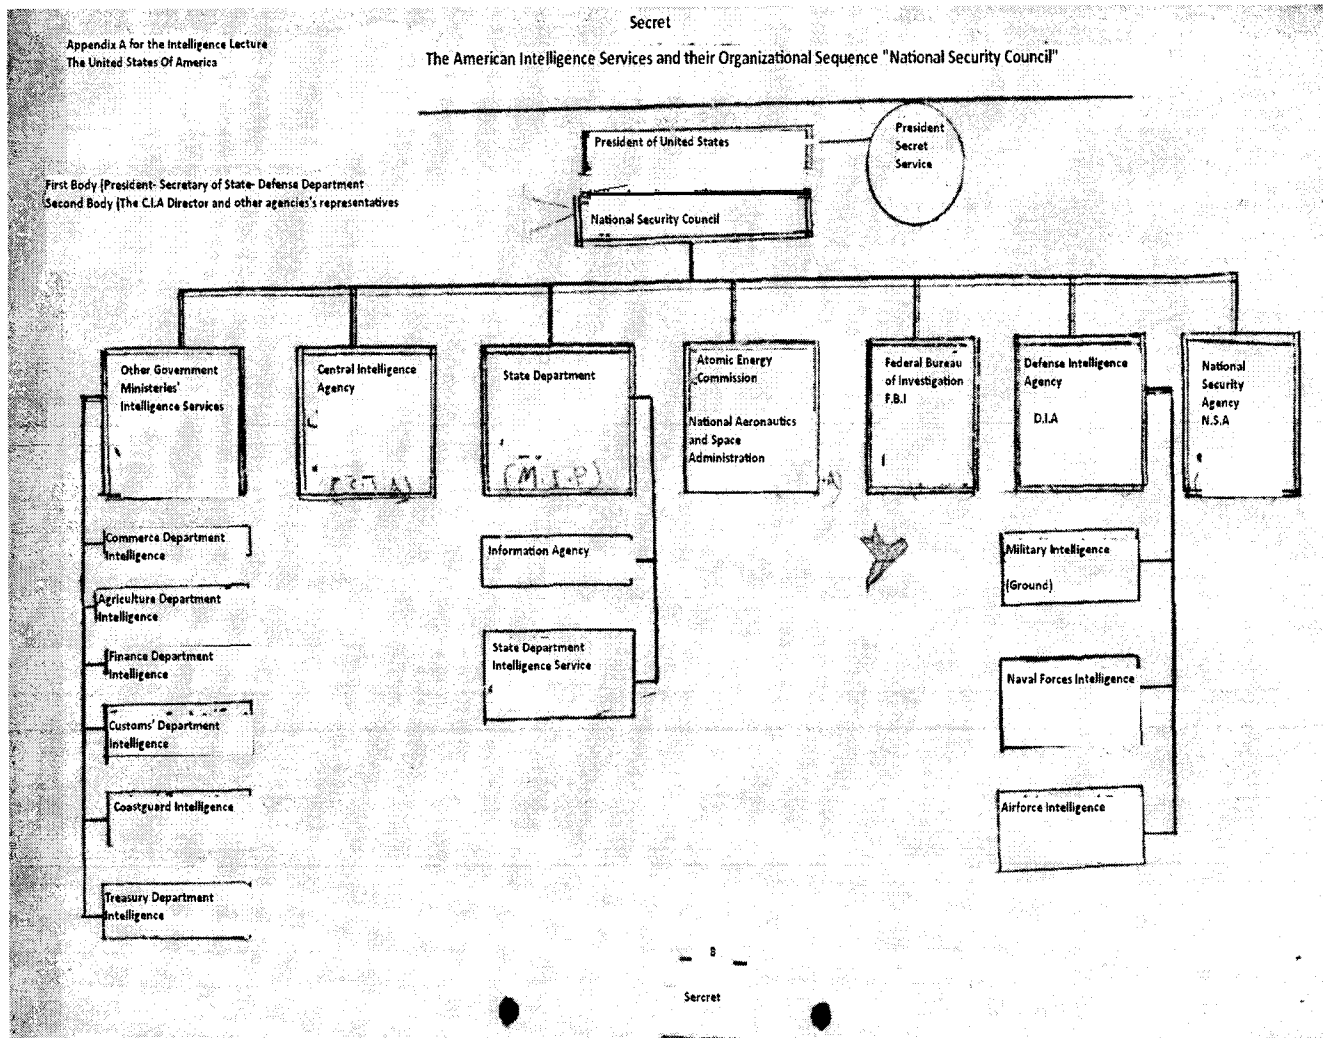 Secret
Appendix A for the Intelligence Lecture
The United States Of America
The American Intelligence Services and their Organizational Sequence "National Security Council"
President of United States
President
Secret
Service
First Body (President- Secretary of State- Defense Department
Second Body (The C.I.A Director and other agencies's representatives
National Security Council
Other Government
Ministeries'
Intelligence Services
Central Intelligence
Agency
State Department
(M.I.P)
Atomic Energy
Commission
National Aeronautics
and Space
Administration
Federal Bureau
of Investigation
F.B.I
Defense Intelligence
Agency
D.I.A
National
Security
Agency
N.S.A
Commerce Department
Intelligence
Agriculture Department
Intelligence
Finance Department
Intelligence
Customs' Department
Intelligence
Coastguard Intelligence
Treasury Department
Intelligence
Information Agency
State Department
Intelligence Service
Military Intelligence
(Ground)
Naval Forces Intelligence
Airforce Intelligence
8
Sercret